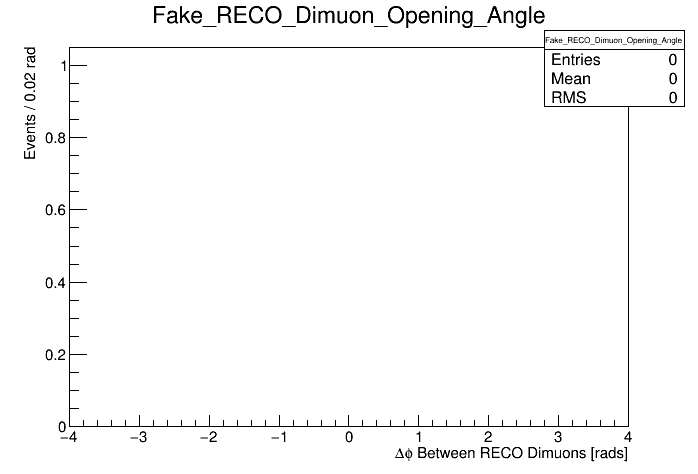 Fake_RECO_Dimuon_Opening_Angle
Fake_RECO_Dimuon_Opening_Angle
Entries 0
Mean 0
RMS 0
Events / 0.02 rad
1
0.8
0.6
0.4
0.2
0
−4 −3 −2 −1 0 1 2 3 4
Δϕ Between RECO Dimuons [rads]